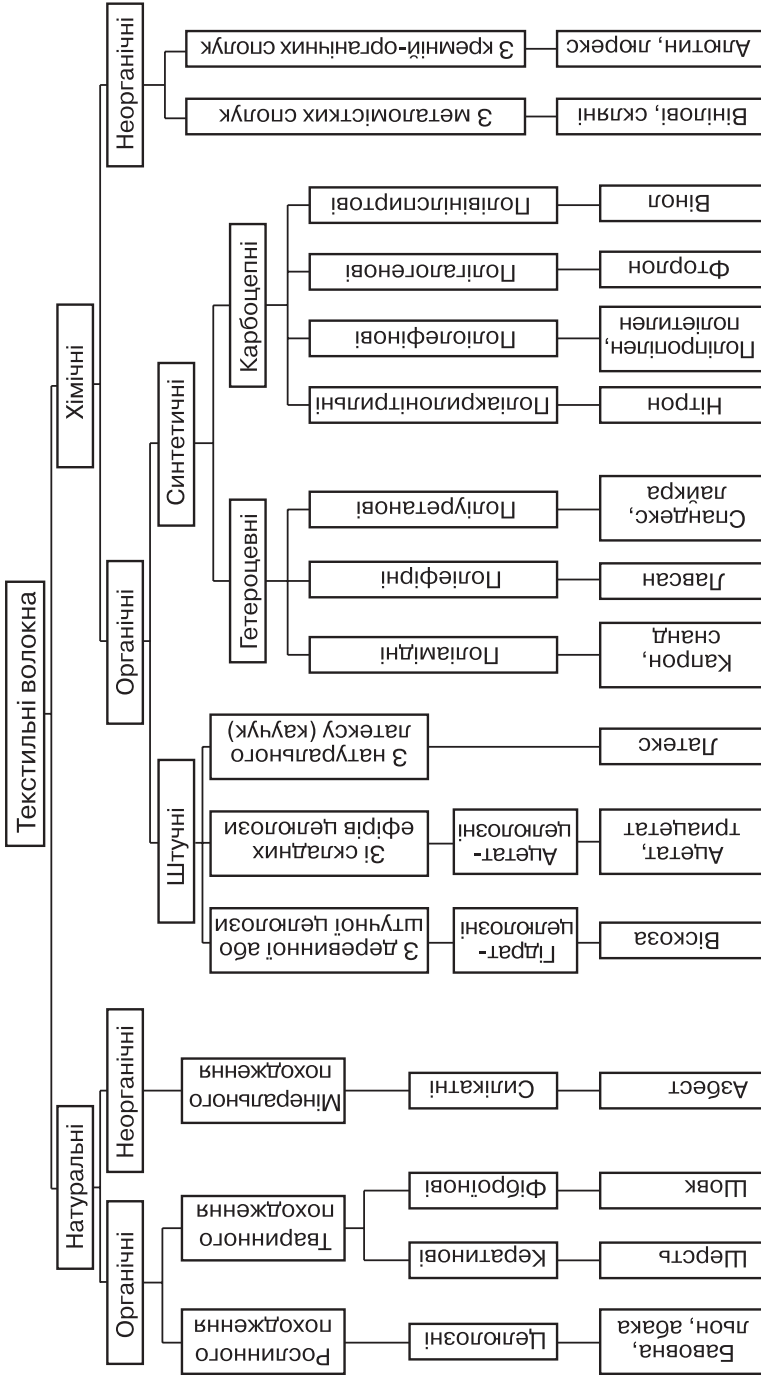 Текстильні волокна
Натуральні
Хімічні
Органічні
Неорганічні
Органічні
Неорганічні
Штучні
Синтетичні
Гетероцевні
Карбоцепні
Рослинного
походження
Тваринного
походження
Мінерального
походження
З деревинної або
штучної целюлози
Зі складних
ефірів целюлози
З натурального
латексу (каучук)
З металомістких сполук
З кремній-органічних сполук
Целюлозні
Кератинові
Фіброїнові
Силікатні
Гідрат-
целюлозні
Ацетат-
целюлозні
Поліамідні
Поліефірні
Поліуретанові
Поліакрилонітрильні
Поліолефінові
Полігалогенові
Полівінілспиртові
Бавовна,
льон, абака
Шерсть
Шовк
Азбест
Віскоза
Ацетат,
триацетат
Латекс
Капрон,
снанд
Лавсан
Спандекс,
лайкра
Нітрон
Поліпропілен,
поліетилен
Фторлон
Вінол
Вінілові, скляні
Алютин, люрекс